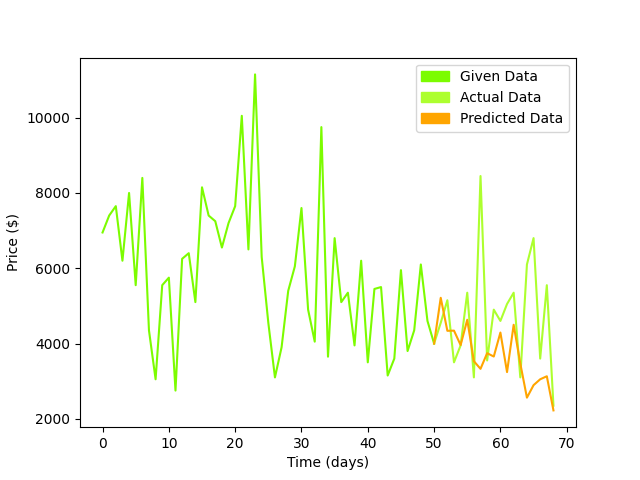 Given Data
Actual Data
Predicted Data
Price ($)
10000
8000
6000
4000
2000
0 10 20 30 40 50 60 70
Time (days)